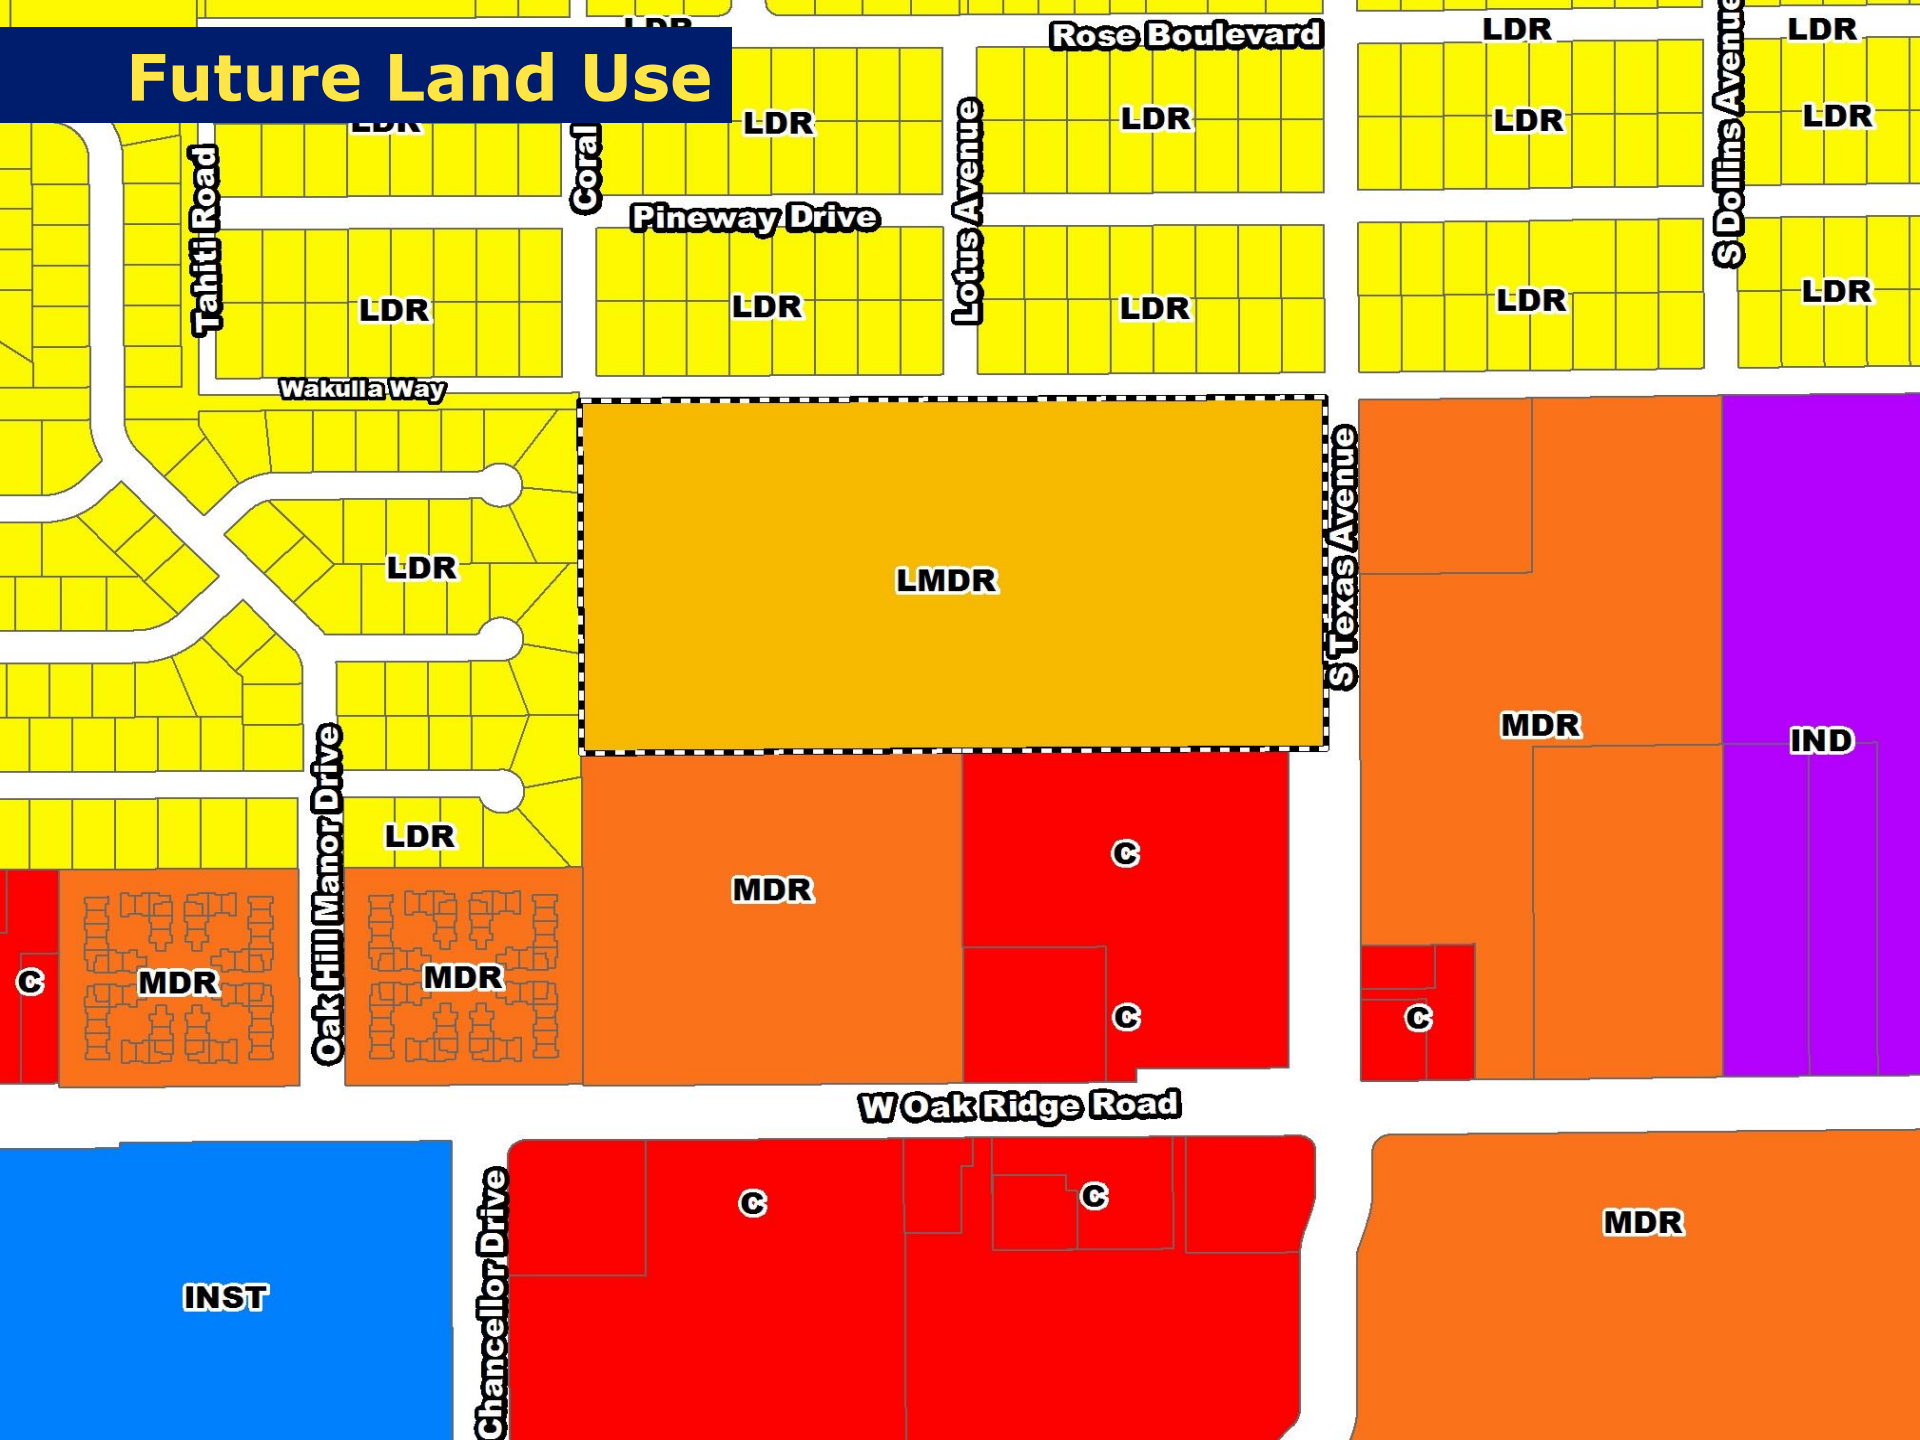 LDR
Rose Boulevard
LDR
LDR
Future Land Use
LDR
LDR
LDR
LDR
LDR
Tahiti Road
Coral
Lotus Avenue
S Dollins Avenue
Pineway Drive
LDR
LDR
LDR
LDR
LDR
Wakulla Way
LDR
LMDR
S Texas Avenue
MDR
IND
Oak Hill Manor Drive
LDR
MDR
C
C
MDR
MDR
C
C
W Oak Ridge Road
Chancellor Drive
C
C
MDR
INST